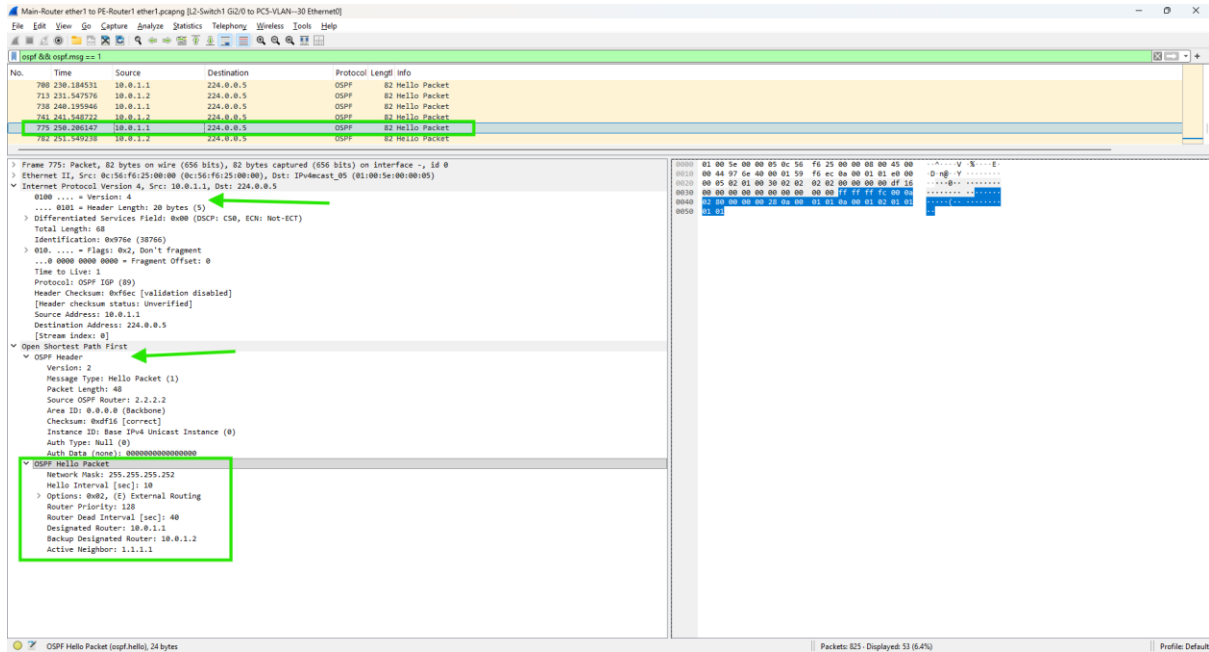 Main-Router ether1 to PE-Router1 ether1.pcapng [L2-Switch1 Gi2/0 to PC5-VLAN--30 Ethernet0]
File Edit View Go Capture Analyze Statistics Telephony Wireless Tools Help
ospf && ospf.msg == 1
No. Time Source Destination Protocol Lengtl Info
708 230.184531 10.0.1.1 224.0.0.5 OSPF 82 Hello Packet
713 231.547576 10.0.1.2 224.0.0.5 OSPF 82 Hello Packet
738 240.195946 10.0.1.1 224.0.0.5 OSPF 82 Hello Packet
741 241.548722 10.0.1.2 224.0.0.5 OSPF 82 Hello Packet
775 250.206147 10.0.1.1 224.0.0.5 OSPF 82 Hello Packet
782 251.549238 10.0.1.2 224.0.0.5 OSPF 82 Hello Packet
Frame 775: Packet, 82 bytes on wire (656 bits), 82 bytes captured (656 bits) on interface -, id 0
Ethernet II, Src: 0c:56:f6:25:00:00 (0c:56:f6:25:00:00), Dst: IPv4mcast_05 (01:00:5e:00:00:05)
Internet Protocol Version 4, Src: 10.0.1.1, Dst: 224.0.0.5
0100 .... = Version: 4
.... 0101 = Header Length: 20 bytes (5)
Differentiated Services Field: 0x00 (DSCP: CS0, ECN: Not-ECT)
Total Length: 68
Identification: 0x976e (38766)
010. .... = Flags: 0x2, Don't fragment
...0 0000 0000 0000 = Fragment Offset: 0
Time to Live: 1
Protocol: OSPF IGP (89)
Header Checksum: 0xf6ec [validation disabled]
[Header checksum status: Unverified]
Source Address: 10.0.1.1
Destination Address: 224.0.0.5
[Stream index: 0]
Open Shortest Path First
OSPF Header
Version: 2
Message Type: Hello Packet (1)
Packet Length: 48
Source OSPF Router: 2.2.2.2
Area ID: 0.0.0.0 (Backbone)
Checksum: 0xdf16 [correct]
Instance ID: Base IPv4 Unicast Instance (0)
Auth Type: Null (0)
Auth Data (none): 0000000000000000
OSPF Hello Packet
Network Mask: 255.255.255.252
Hello Interval [sec]: 10
Options: 0x02, (E) External Routing
Router Priority: 128
Router Dead Interval [sec]: 40
Designated Router: 10.0.1.1
Backup Designated Router: 10.0.1.2
Active Neighbor: 1.1.1.1
0000 01 00 5e 00 00 05 0c 56 f6 25 00 00 08 00 45 00 ··^····V ·%····E·
0010 00 44 97 6e 40 00 01 59 f6 ec 0a 00 01 01 e0 00 ·D·n@··Y ········
0020 00 05 02 01 00 30 02 02 02 02 00 00 00 00 df 16 ·····0·· ········
0030 00 00 00 00 00 00 00 00 00 00 ff ff ff fc 00 0a ········ ········
0040 02 80 00 00 00 28 0a 00 01 01 0a 00 01 02 01 01 ·····(·· ········
0050 01 01 ··
OSPF Hello Packet (ospf.hello), 24 bytes
Packets: 825 · Displayed: 53 (6.4%)
Profile: Default